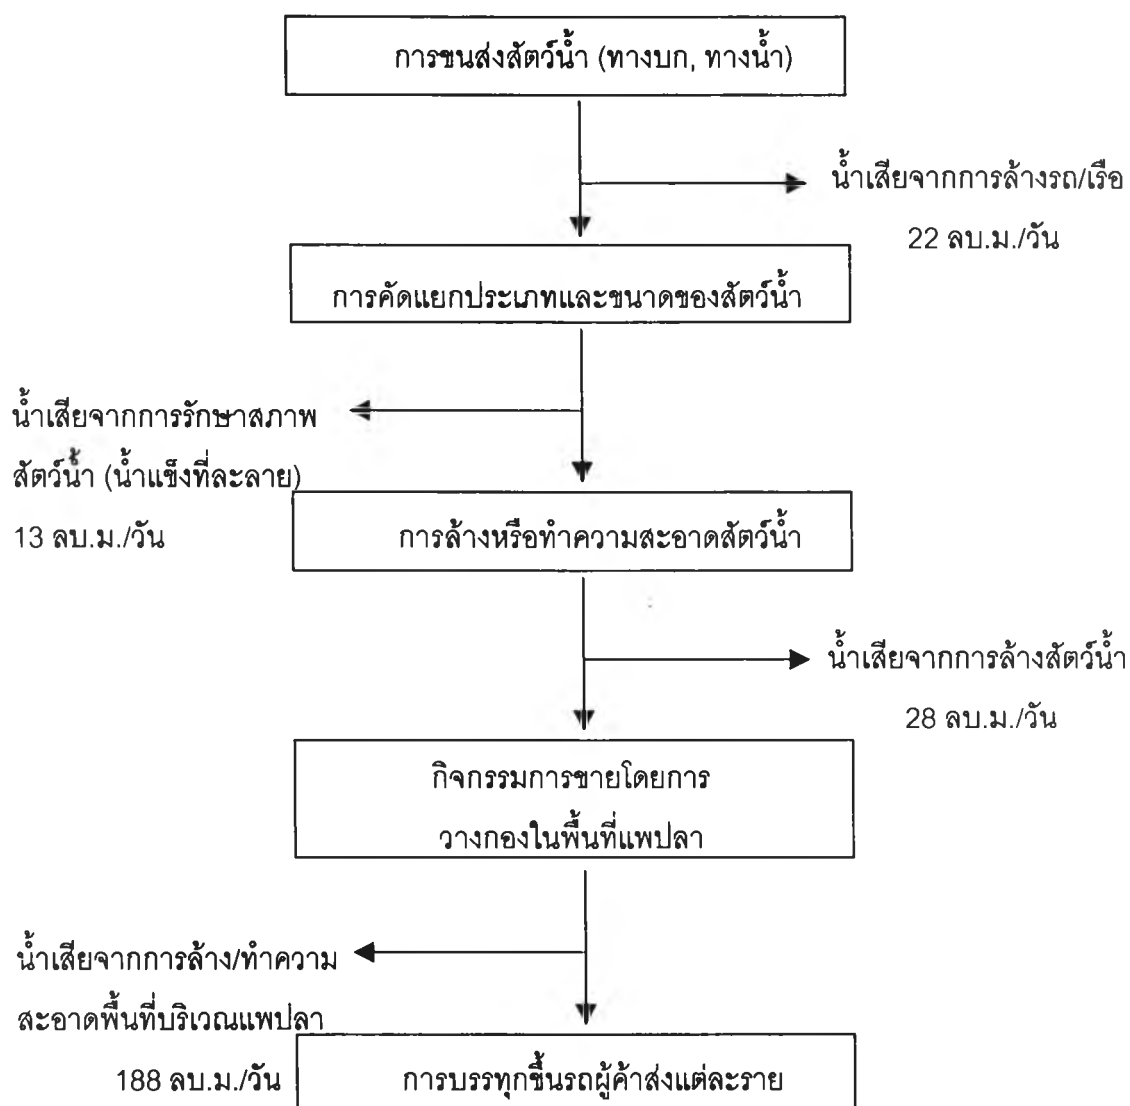 การขนส่งสัตว์น้ำ (ทางบก, ทางน้ำ)
น้ำเสียจากการล้างรถ/เรือ
22 ลบ.ม./วัน
การคัดแยกประเภทและขนาดของสัตว์น้ำ
น้ำเสียจากการรักษาสภาพ
สัตว์น้ำ (น้ำแข็งที่ละลาย)
13 ลบ.ม./วัน
การล้างหรือทำความสะอาดสัตว์น้ำ
น้ำเสียจากการล้างสัตว์น้ำ
28 ลบ.ม./วัน
กิจกรรมการขายโดยการ
วางกองในพื้นที่แพปลา
น้ำเสียจากการล้าง/ทำความ
สะอาดพื้นที่บริเวณแพปลา
188 ลบ.ม./วัน
การบรรทุกขึ้นรถผู้ค้าส่งแต่ละราย